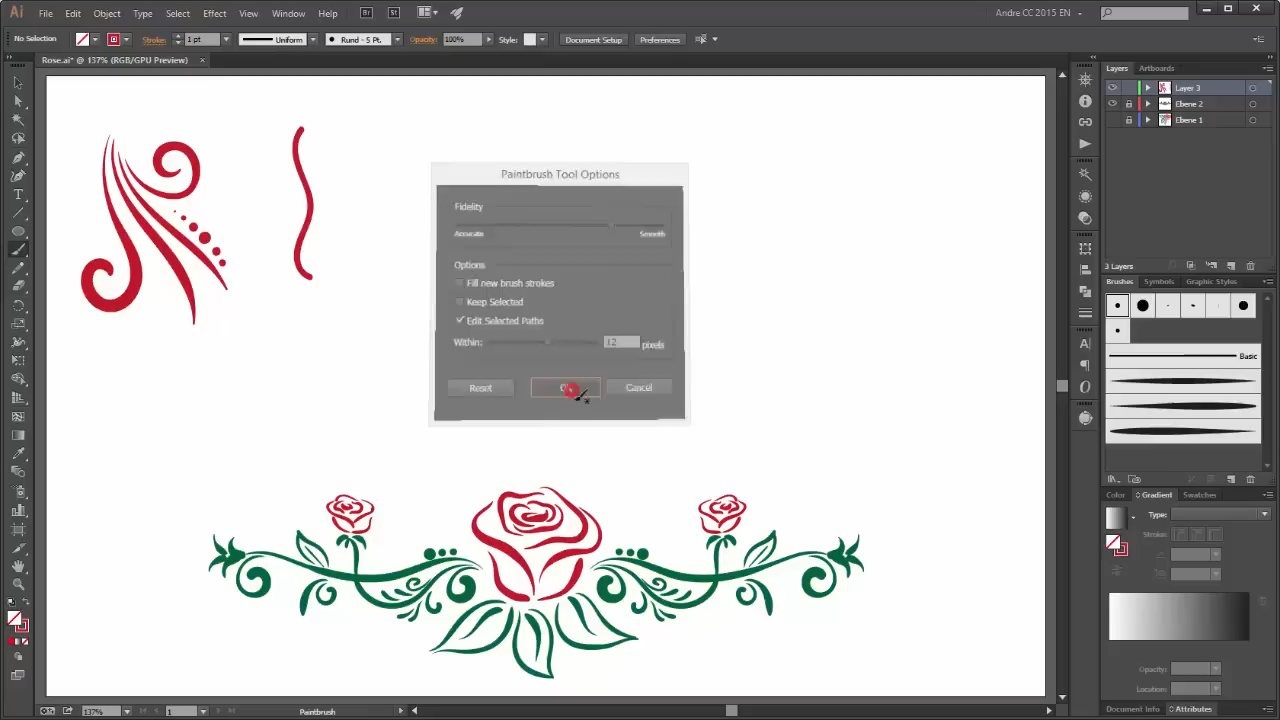 Ai File Edit Object Type Select Effect View Window Help Br St Andre CC 2015 EN
No Selection Stroke: 1 pt Uniform Rund - 5 Pt. Opacity: 100% Style: Document Setup Preferences
Rose.ai* @ 137% (RGB/GPU Preview) ×
Layers Artboards
Layer 3
Ebene 2
Ebene 1
Paintbrush Tool Options
Fidelity
Accurate Smooth
Options
Fill new brush strokes
Keep Selected
Edit Selected Paths
Within: 12 pixels
Reset Cancel
3 Layers
Brushes Symbols Graphic Styles
Basic
Color Gradient Swatches
Type:
Stroke:
Opacity:
Location:
137% 1 Paintbrush
Document Info Attributes